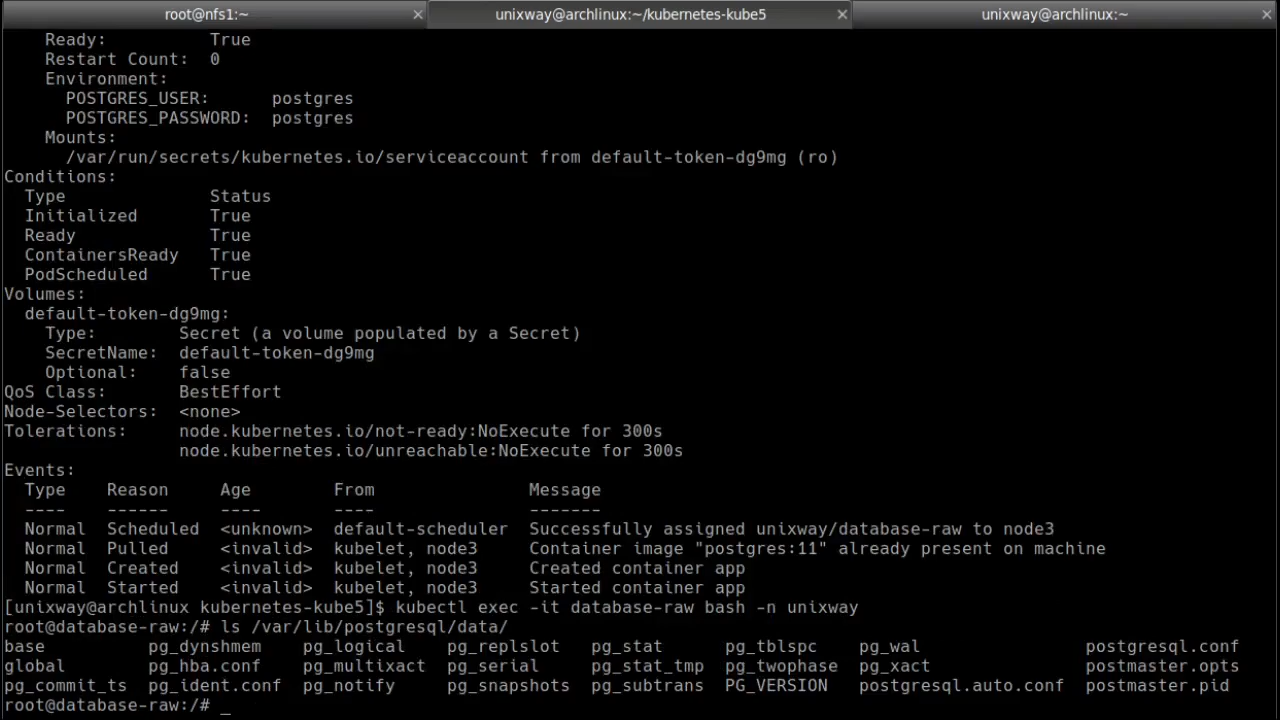 root@nfs1:~ × unixway@archlinux:~/kubernetes-kube5 × unixway@archlinux:~ ×
    Ready:          True
    Restart Count:  0
    Environment:
      POSTGRES_USER:      postgres
      POSTGRES_PASSWORD:  postgres
    Mounts:
      /var/run/secrets/kubernetes.io/serviceaccount from default-token-dg9mg (ro)
Conditions:
  Type              Status
  Initialized       True
  Ready             True
  ContainersReady   True
  PodScheduled      True
Volumes:
  default-token-dg9mg:
    Type:        Secret (a volume populated by a Secret)
    SecretName:  default-token-dg9mg
    Optional:    false
QoS Class:       BestEffort
Node-Selectors:  <none>
Tolerations:     node.kubernetes.io/not-ready:NoExecute for 300s
                 node.kubernetes.io/unreachable:NoExecute for 300s
Events:
  Type    Reason     Age        From               Message
  ----    ------     ----       ----               -------
  Normal  Scheduled  <unknown>  default-scheduler  Successfully assigned unixway/database-raw to node3
  Normal  Pulled     <invalid>  kubelet, node3     Container image "postgres:11" already present on machine
  Normal  Created    <invalid>  kubelet, node3     Created container app
  Normal  Started    <invalid>  kubelet, node3     Started container app
[unixway@archlinux kubernetes-kube5]$ kubectl exec -it database-raw bash -n unixway
root@database-raw:/# ls /var/lib/postgresql/data/
base          pg_dynshmem    pg_logical    pg_replslot   pg_stat      pg_tblspc    pg_wal                postgresql.conf
global        pg_hba.conf    pg_multixact  pg_serial     pg_stat_tmp  pg_twophase  pg_xact               postmaster.opts
pg_commit_ts  pg_ident.conf  pg_notify     pg_snapshots  pg_subtrans  PG_VERSION   postgresql.auto.conf  postmaster.pid
root@database-raw:/# _